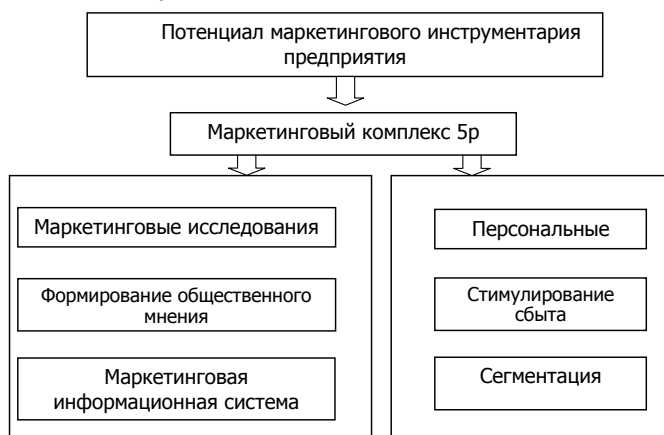 Потенциал маркетингового инструментария
предприятия
Маркетинговый комплекс 5р
Маркетинговые исследования
Формирование общественного
мнения
Маркетинговая
информационная система
Персональные
Стимулирование
сбыта
Сегментация